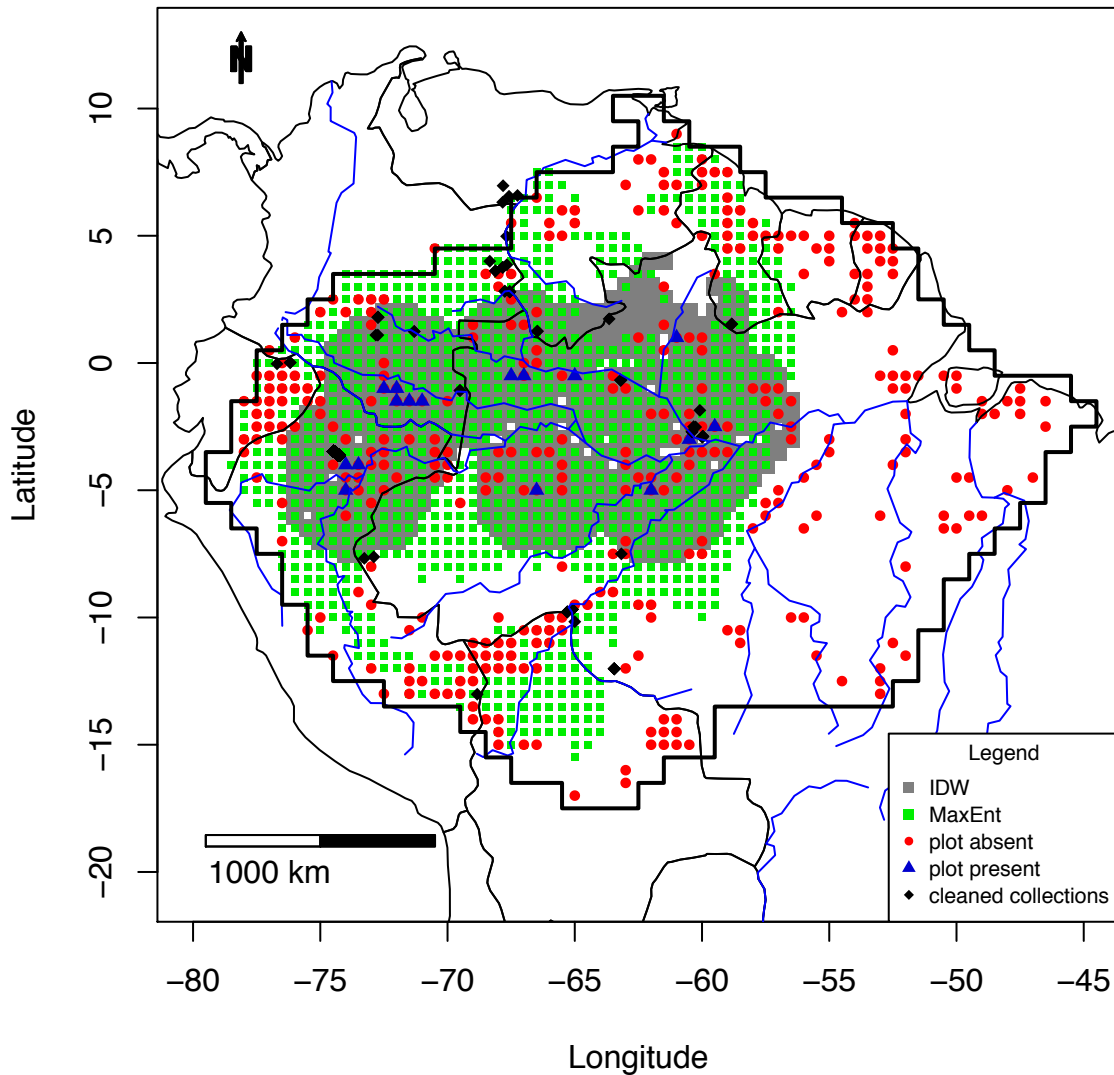 N
10
5
0
−5
−10
−15
−20
Latitude
1000 km
Legend
IDW
MaxEnt
plot absent
plot present
cleaned collections
−80 −75 −70 −65 −60 −55 −50 −45
Longitude